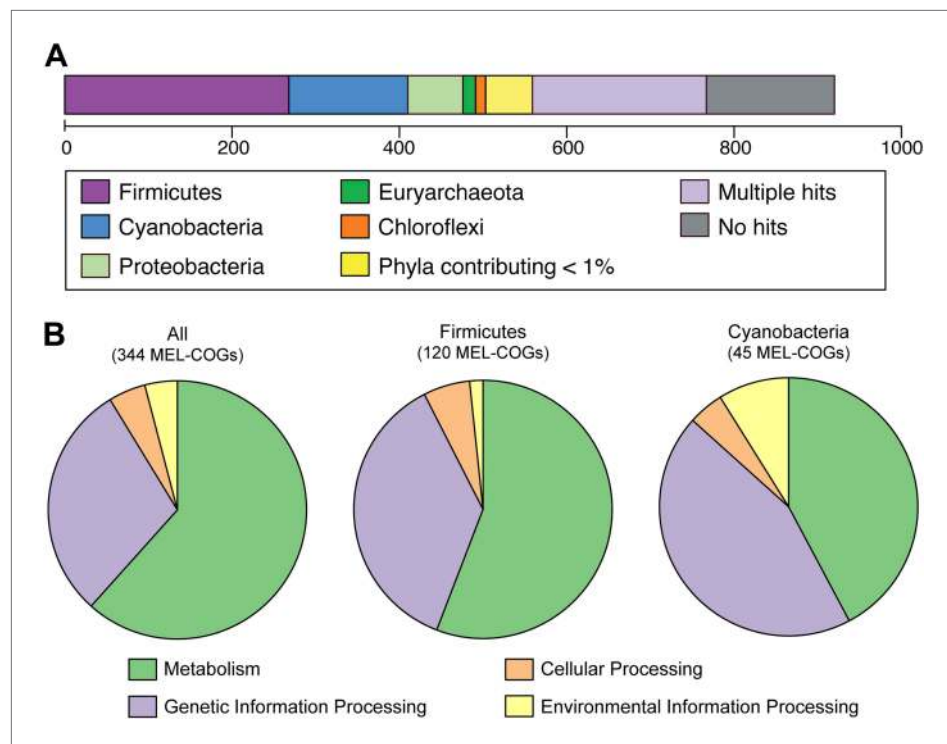 A
0 200 400 600 800 1000
Firmicutes Euryarchaeota Multiple hits
Cyanobacteria Chloroflexi No hits
Proteobacteria Phyla contributing < 1%
B
All
(344 MEL-COGs)
Firmicutes
(120 MEL-COGs)
Cyanobacteria
(45 MEL-COGs)
Metabolism Cellular Processing
Genetic Information Processing Environmental Information Processing